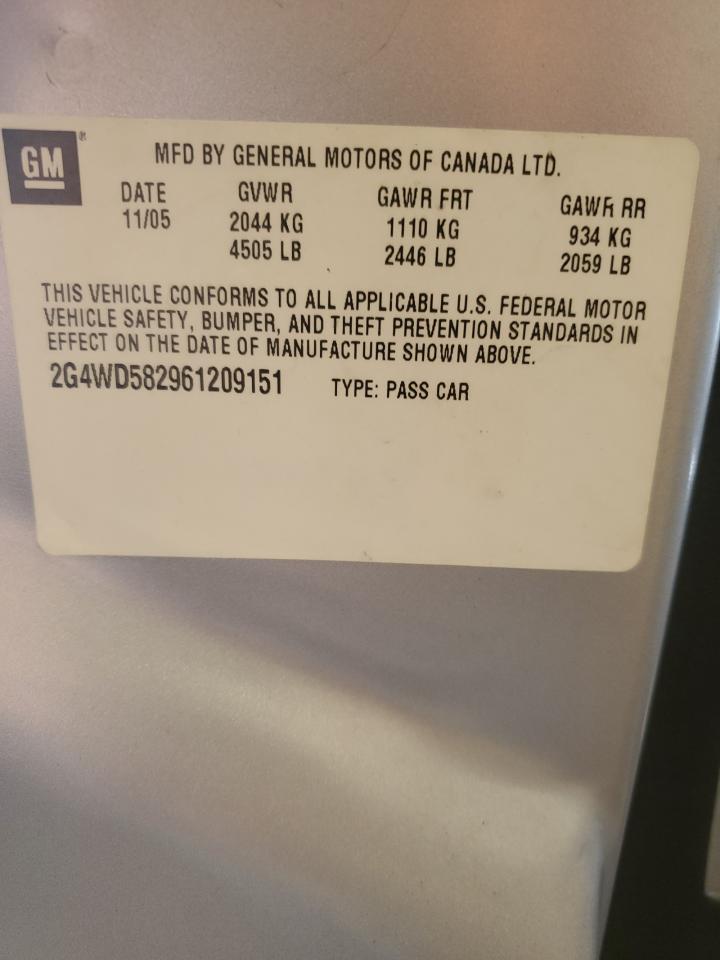 GM®
MFD BY GENERAL MOTORS OF CANADA LTD.
DATE GVWR GAWR FRT GAWR RR
11/05 2044 KG 1110 KG 934 KG
4505 LB 2446 LB 2059 LB
THIS VEHICLE CONFORMS TO ALL APPLICABLE U.S. FEDERAL MOTOR
VEHICLE SAFETY, BUMPER, AND THEFT PREVENTION STANDARDS IN
EFFECT ON THE DATE OF MANUFACTURE SHOWN ABOVE.
2G4WD582961209151 TYPE: PASS CAR